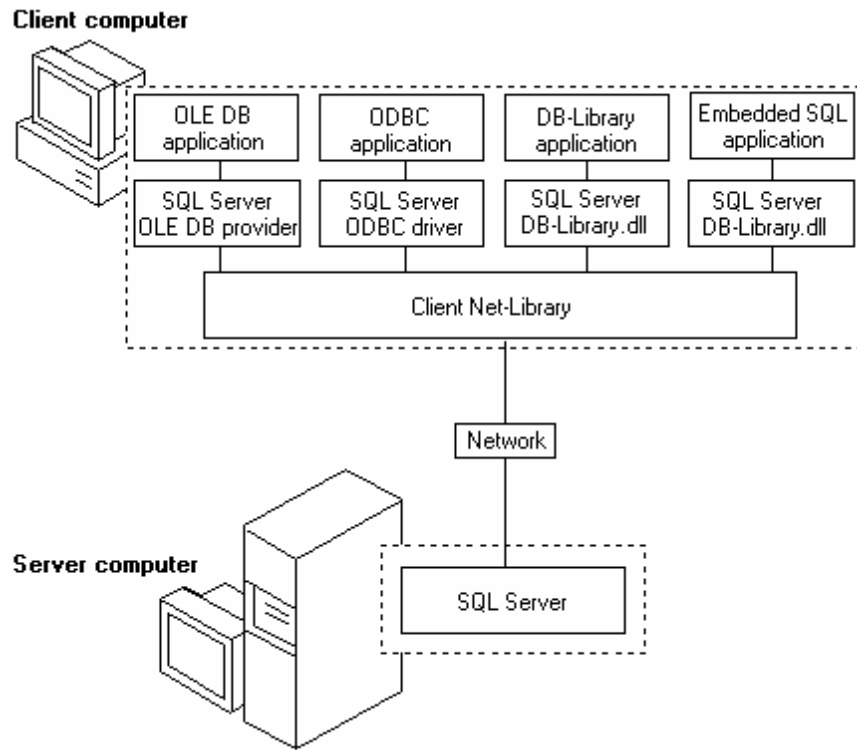 Client computer
OLE DB
application
ODBC
application
DB-Library
application
Embedded SQL
application
SQL Server
OLE DB provider
SQL Server
ODBC driver
SQL Server
DB-Library.dll
SQL Server
DB-Library.dll
Client Net-Library
Network
Server computer
SQL Server